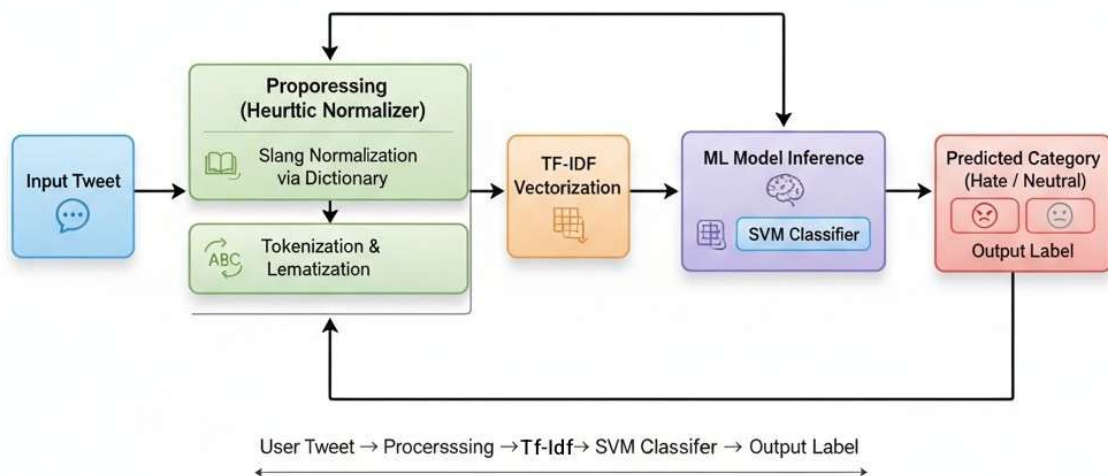 Input Tweet
Proporessing
(Heurttic Normalizer)
Slang Normalization
via Dictionary
ABC
Tokenization &
Lematization
TF-IDF
Vectorization
ML Model Inference
SVM Classifier
Predicted Category
(Hate / Neutral)
Output Label
User Tweet → Procersssing → Tf-Idf → SVM Classifer → Output Label